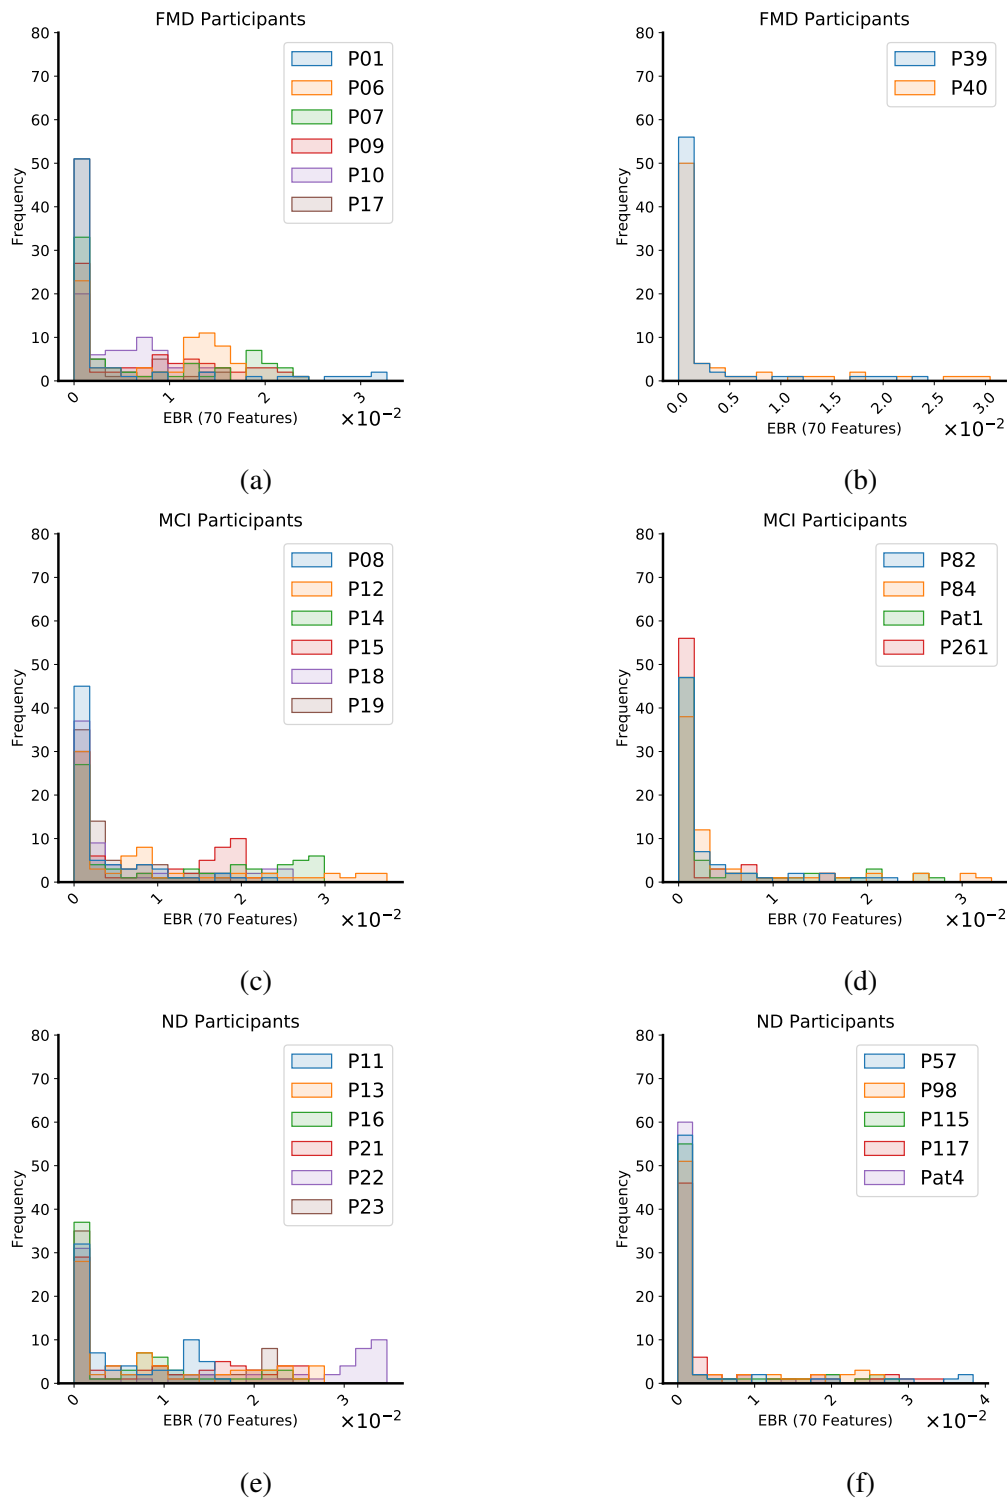 FMD Participants
80
70
60
50
40
30
20
10
0
Frequency
P01
P06
P07
P09
P10
P17
0
1
2
3
EBR (70 Features)
×10⁻²
(a)
FMD Participants
80
70
60
50
40
30
20
10
0
Frequency
P39
P40
0.0
0.5
1.0
1.5
2.0
2.5
3.0
EBR (70 Features)
×10⁻²
(b)
MCI Participants
80
70
60
50
40
30
20
10
0
Frequency
P08
P12
P14
P15
P18
P19
0
1
2
3
EBR (70 Features)
×10⁻²
(c)
MCI Participants
80
70
60
50
40
30
20
10
0
Frequency
P82
P84
Pat1
P261
0
1
2
3
EBR (70 Features)
×10⁻²
(d)
ND Participants
80
70
60
50
40
30
20
10
0
Frequency
P11
P13
P16
P21
P22
P23
0
1
2
3
EBR (70 Features)
×10⁻²
(e)
ND Participants
80
70
60
50
40
30
20
10
0
Frequency
P57
P98
P115
P117
Pat4
0
1
2
3
4
EBR (70 Features)
×10⁻²
(f)